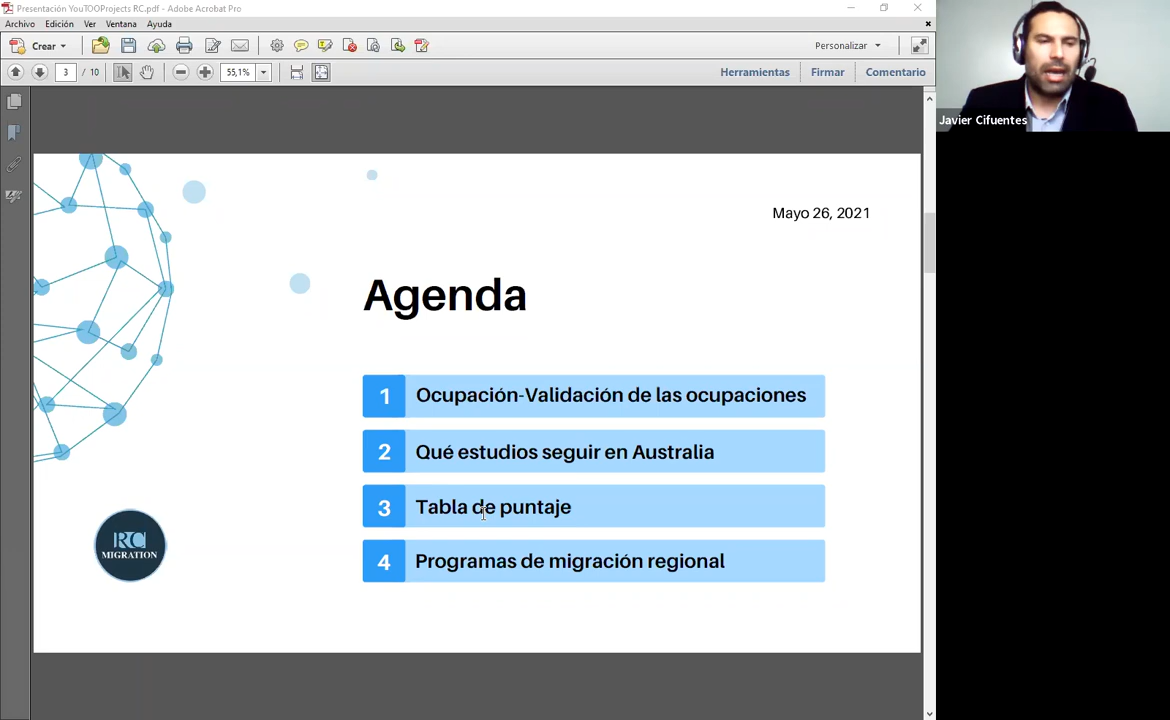 Presentación YouTOOProjects RC.pdf - Adobe Acrobat Pro
Archivo Edición Ver Ventana Ayuda
Crear
Personalizar
3 / 10
55,1%
Herramientas Firmar Comentario
Javier Cifuentes
Mayo 26, 2021
Agenda
1 Ocupación-Validación de las ocupaciones
2 Qué estudios seguir en Australia
3 Tabla de puntaje
4 Programas de migración regional
RC
MIGRATION